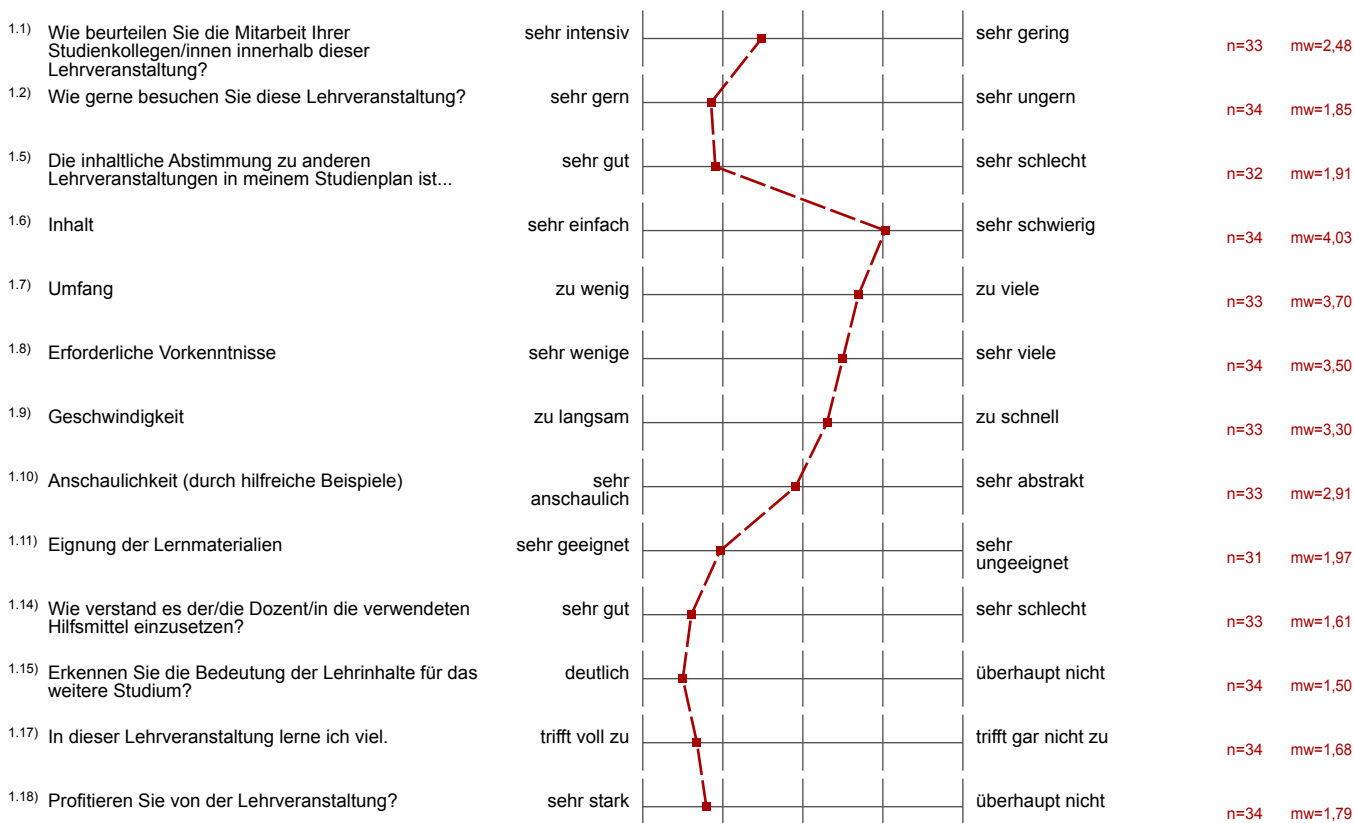 1.1) Wie beurteilen Sie die Mitarbeit Ihrer
Studienkollegen/innen innerhalb dieser
Lehrveranstaltung?
sehr intensiv
sehr gering
n=33 mw=2,48
1.2) Wie gerne besuchen Sie diese Lehrveranstaltung?
sehr gern
sehr ungern
n=34 mw=1,85
1.5) Die inhaltliche Abstimmung zu anderen
Lehrveranstaltungen in meinem Studienplan ist...
sehr gut
sehr schlecht
n=32 mw=1,91
1.6) Inhalt
sehr einfach
sehr schwierig
n=34 mw=4,03
1.7) Umfang
zu wenig
zu viele
n=33 mw=3,70
1.8) Erforderliche Vorkenntnisse
sehr wenige
sehr viele
n=34 mw=3,50
1.9) Geschwindigkeit
zu langsam
zu schnell
n=33 mw=3,30
1.10) Anschaulichkeit (durch hilfreiche Beispiele)
sehr
anschaulich
sehr abstrakt
n=33 mw=2,91
1.11) Eignung der Lernmaterialien
sehr geeignet
sehr
ungeeignet
n=31 mw=1,97
1.14) Wie verstand es der/die Dozent/in die verwendeten
Hilfsmittel einzusetzen?
sehr gut
sehr schlecht
n=33 mw=1,61
1.15) Erkennen Sie die Bedeutung der Lehrinhalte für das
weitere Studium?
deutlich
überhaupt nicht
n=34 mw=1,50
1.17) In dieser Lehrveranstaltung lerne ich viel.
trifft voll zu
trifft gar nicht zu
n=34 mw=1,68
1.18) Profitieren Sie von der Lehrveranstaltung?
sehr stark
überhaupt nicht
n=34 mw=1,79